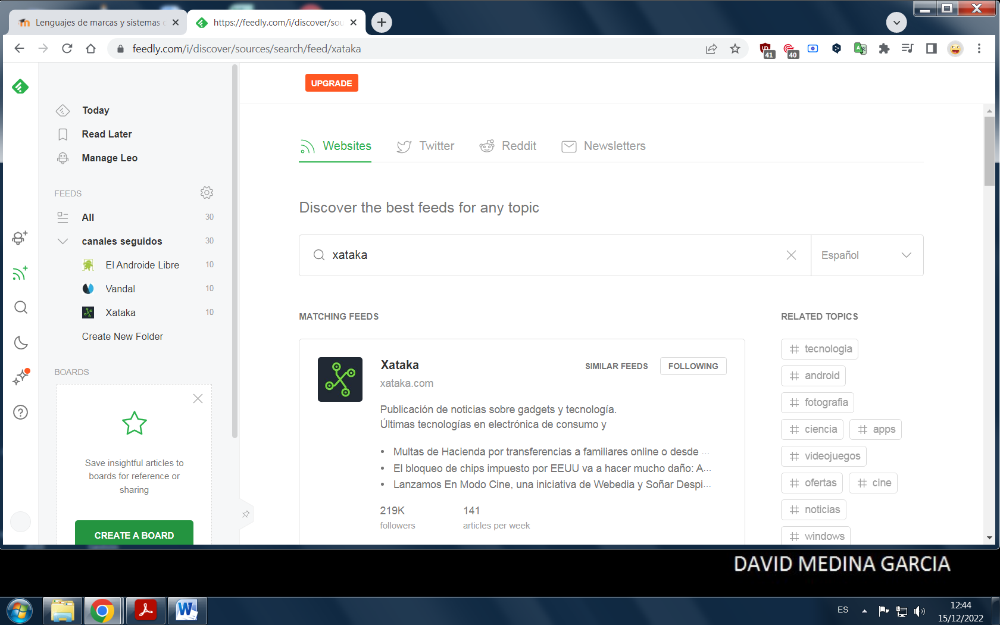 Lenguajes de marcas y sistemas
https://feedly.com/i/discover/sou
feedly.com/i/discover/sources/search/feed/xataka
41
40
UPGRADE
Today
Read Later
Manage Leo
FEEDS
All 30
canales seguidos 30
El Androide Libre 10
Vandal 10
Xataka 10
Create New Folder
BOARDS
Save insightful articles to
boards for reference or
sharing
CREATE A BOARD
Websites Twitter Reddit Newsletters
Discover the best feeds for any topic
xataka Español
MATCHING FEEDS
Xataka SIMILAR FEEDS FOLLOWING
xataka.com
Publicación de noticias sobre gadgets y tecnología.
Últimas tecnologías en electrónica de consumo y
• Multas de Hacienda por transferencias a familiares online o desde ...
• El bloqueo de chips impuesto por EEUU va a hacer mucho daño: A...
• Lanzamos En Modo Cine, una iniciativa de Webedia y Soñar Despi...
219K 141
followers articles per week
RELATED TOPICS
# tecnologia
# android
# fotografia
# ciencia # apps
# videojuegos
# ofertas # cine
# noticias
# windows
DAVID MEDINA GARCIA
ES
12:44
15/12/2022